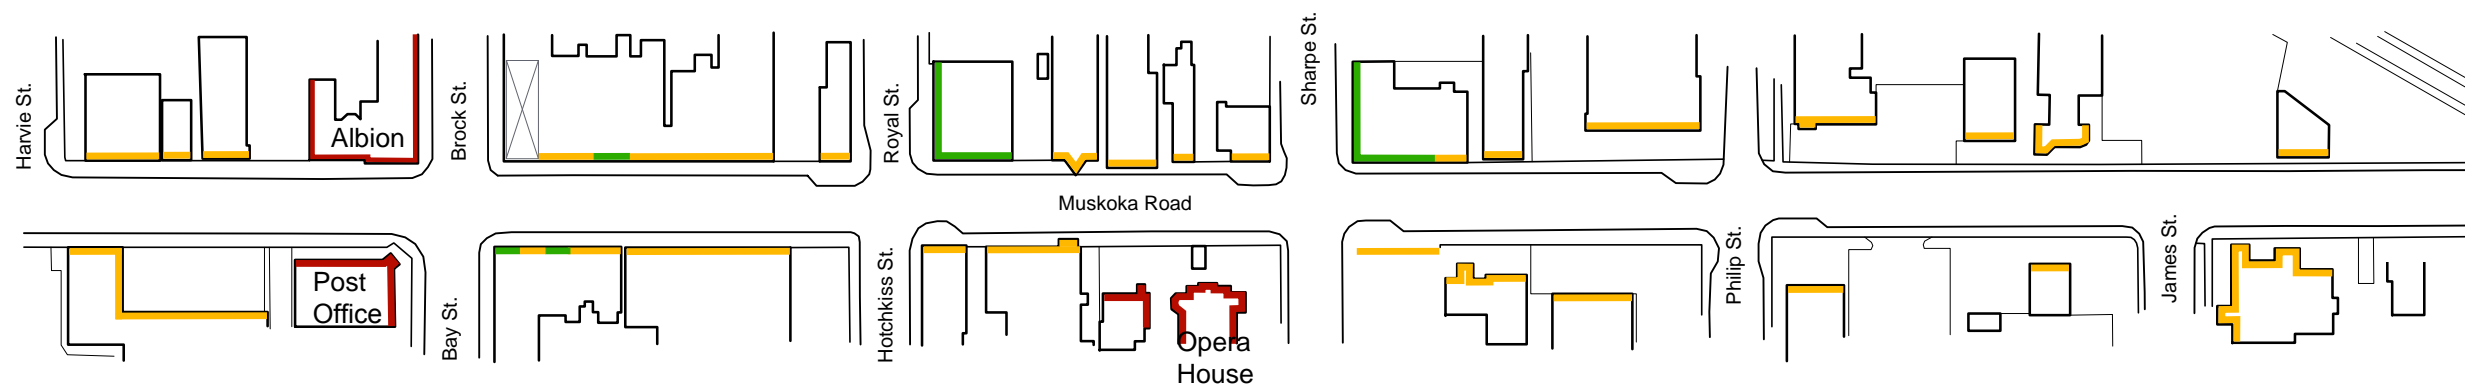 Harvie St.
Albion
Brock St.
Royal St.
Sharpe St.
Muskoka Road
Post
Office
Bay St.
Hotchkiss St.
Opera
House
Philip St.
James St.